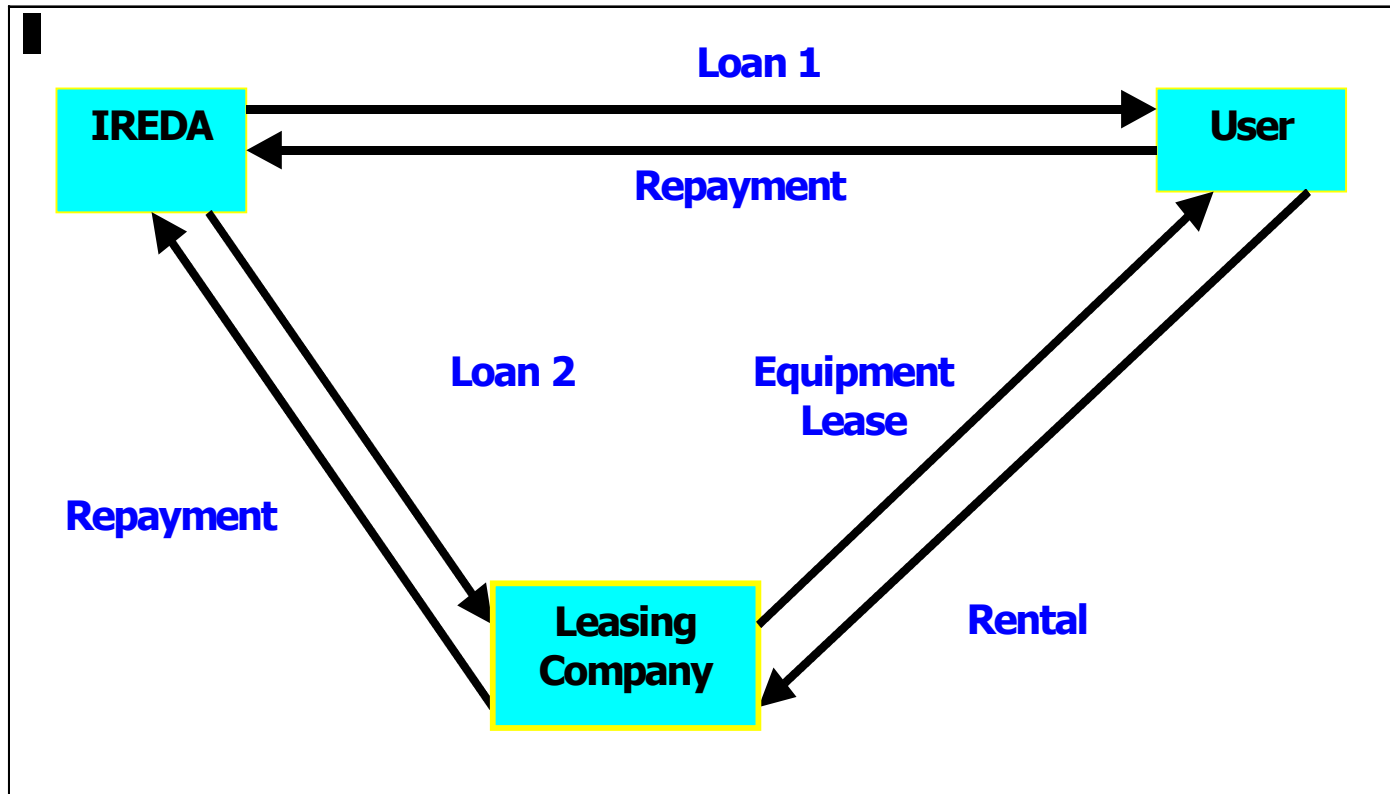 Loan 1
IREDA
User
Repayment
Loan 2
Equipment
Lease
Repayment
Leasing
Company
Rental